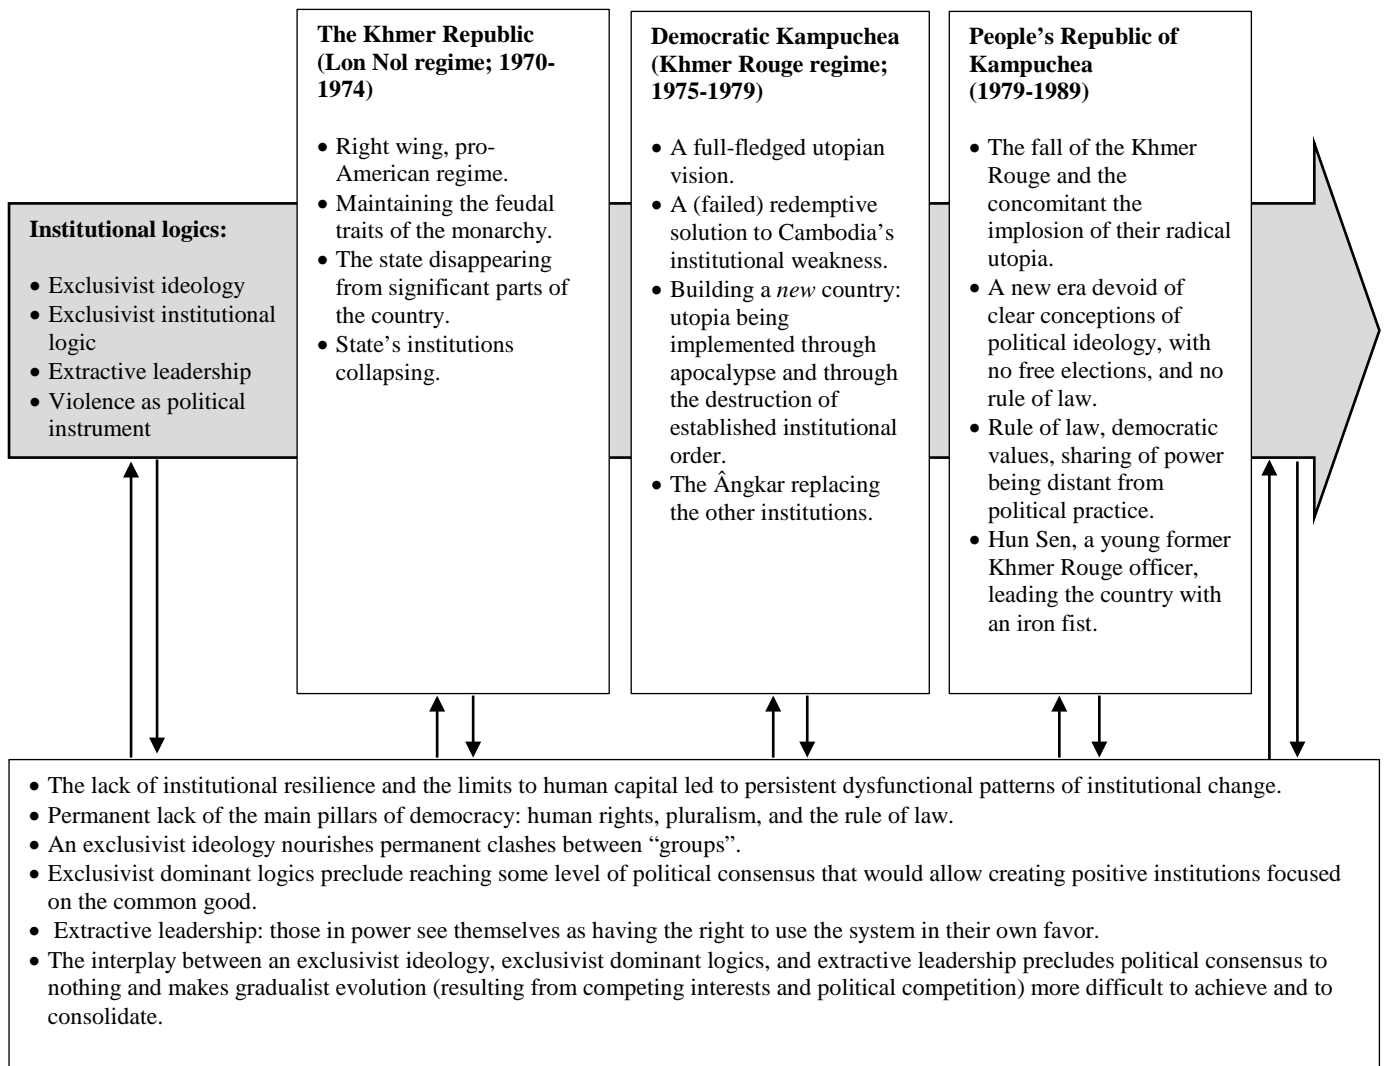 Institutional logics:
• Exclusivist ideology
• Exclusivist institutional
logic
• Extractive leadership
• Violence as political
instrument
The Khmer Republic
(Lon Nol regime; 1970-
1974)
• Right wing, pro-
American regime.
• Maintaining the feudal
traits of the monarchy.
• The state disappearing
from significant parts of
the country.
• State’s institutions
collapsing.
Democratic Kampuchea
(Khmer Rouge regime;
1975-1979)
• A full-fledged utopian
vision.
• A (failed) redemptive
solution to Cambodia’s
institutional weakness.
• Building a new country:
utopia being
implemented through
apocalypse and through
the destruction of
established institutional
order.
• The Ângkar replacing
the other institutions.
People’s Republic of
Kampuchea
(1979-1989)
• The fall of the Khmer
Rouge and the
concomitant the
implosion of their radical
utopia.
• A new era devoid of
clear conceptions of
political ideology, with
no free elections, and no
rule of law.
• Rule of law, democratic
values, sharing of power
being distant from
political practice.
• Hun Sen, a young former
Khmer Rouge officer,
leading the country with
an iron fist.
• The lack of institutional resilience and the limits to human capital led to persistent dysfunctional patterns of institutional change.
• Permanent lack of the main pillars of democracy: human rights, pluralism, and the rule of law.
• An exclusivist ideology nourishes permanent clashes between “groups”.
• Exclusivist dominant logics preclude reaching some level of political consensus that would allow creating positive institutions focused
on the common good.
• Extractive leadership: those in power see themselves as having the right to use the system in their own favor.
• The interplay between an exclusivist ideology, exclusivist dominant logics, and extractive leadership precludes political consensus to
nothing and makes gradualist evolution (resulting from competing interests and political competition) more difficult to achieve and to
consolidate.